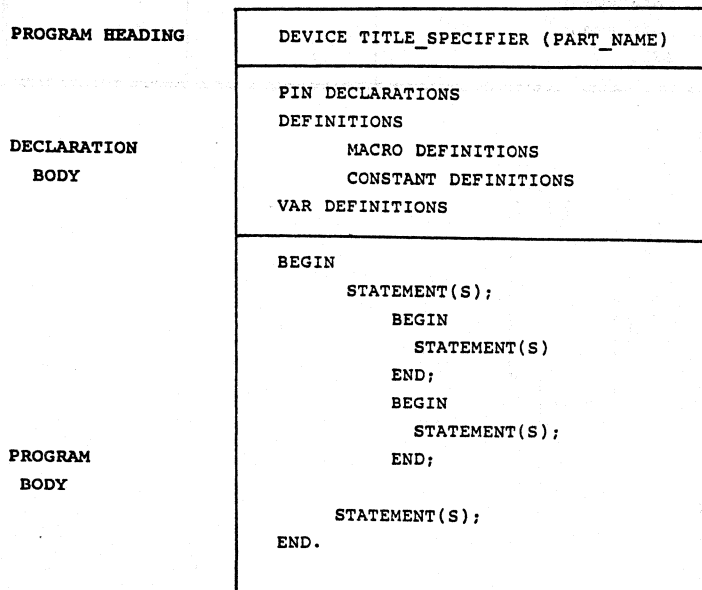 PROGRAM HEADING
DEVICE TITLE_SPECIFIER (PART_NAME)
DECLARATION
BODY
PIN DECLARATIONS
DEFINITIONS
MACRO DEFINITIONS
CONSTANT DEFINITIONS
VAR DEFINITIONS
PROGRAM
BODY
BEGIN
STATEMENT(S);
BEGIN
STATEMENT(S)
END;
BEGIN
STATEMENT(S);
END;
STATEMENT(S);
END.